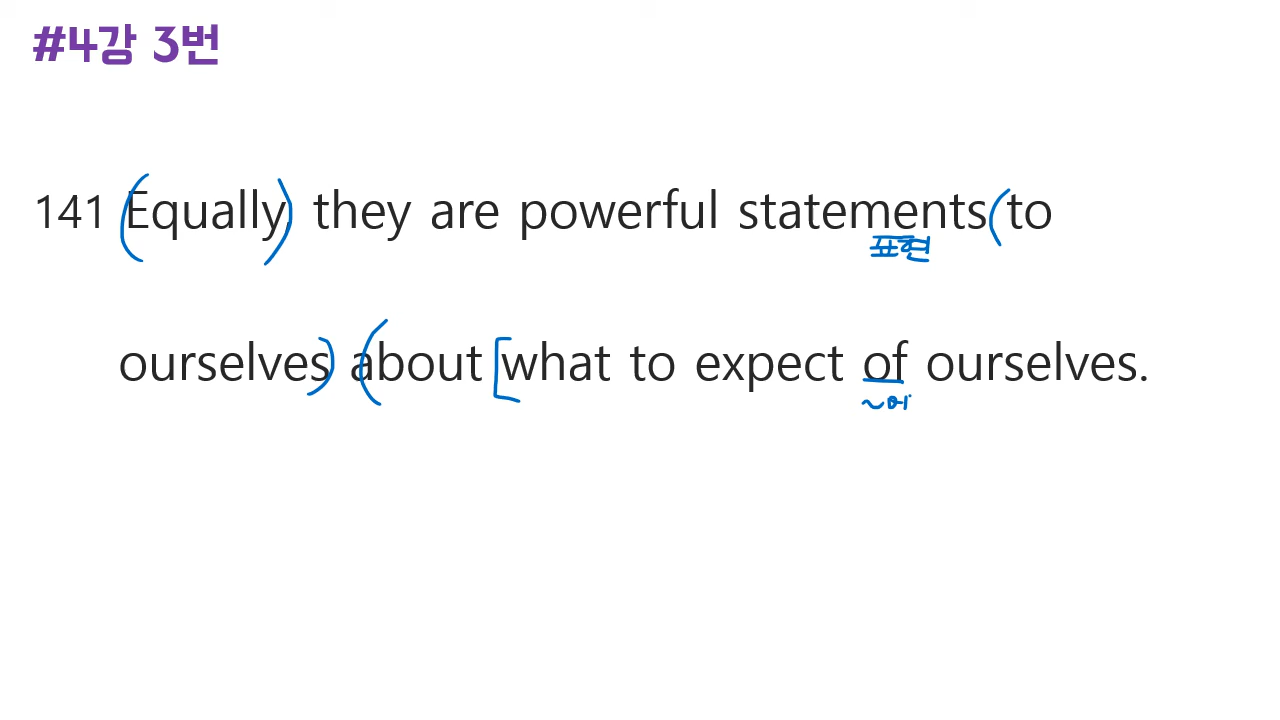 #4강 3번
141 Equally, they are powerful statements to
표현
ourselves about what to expect of ourselves.
~에